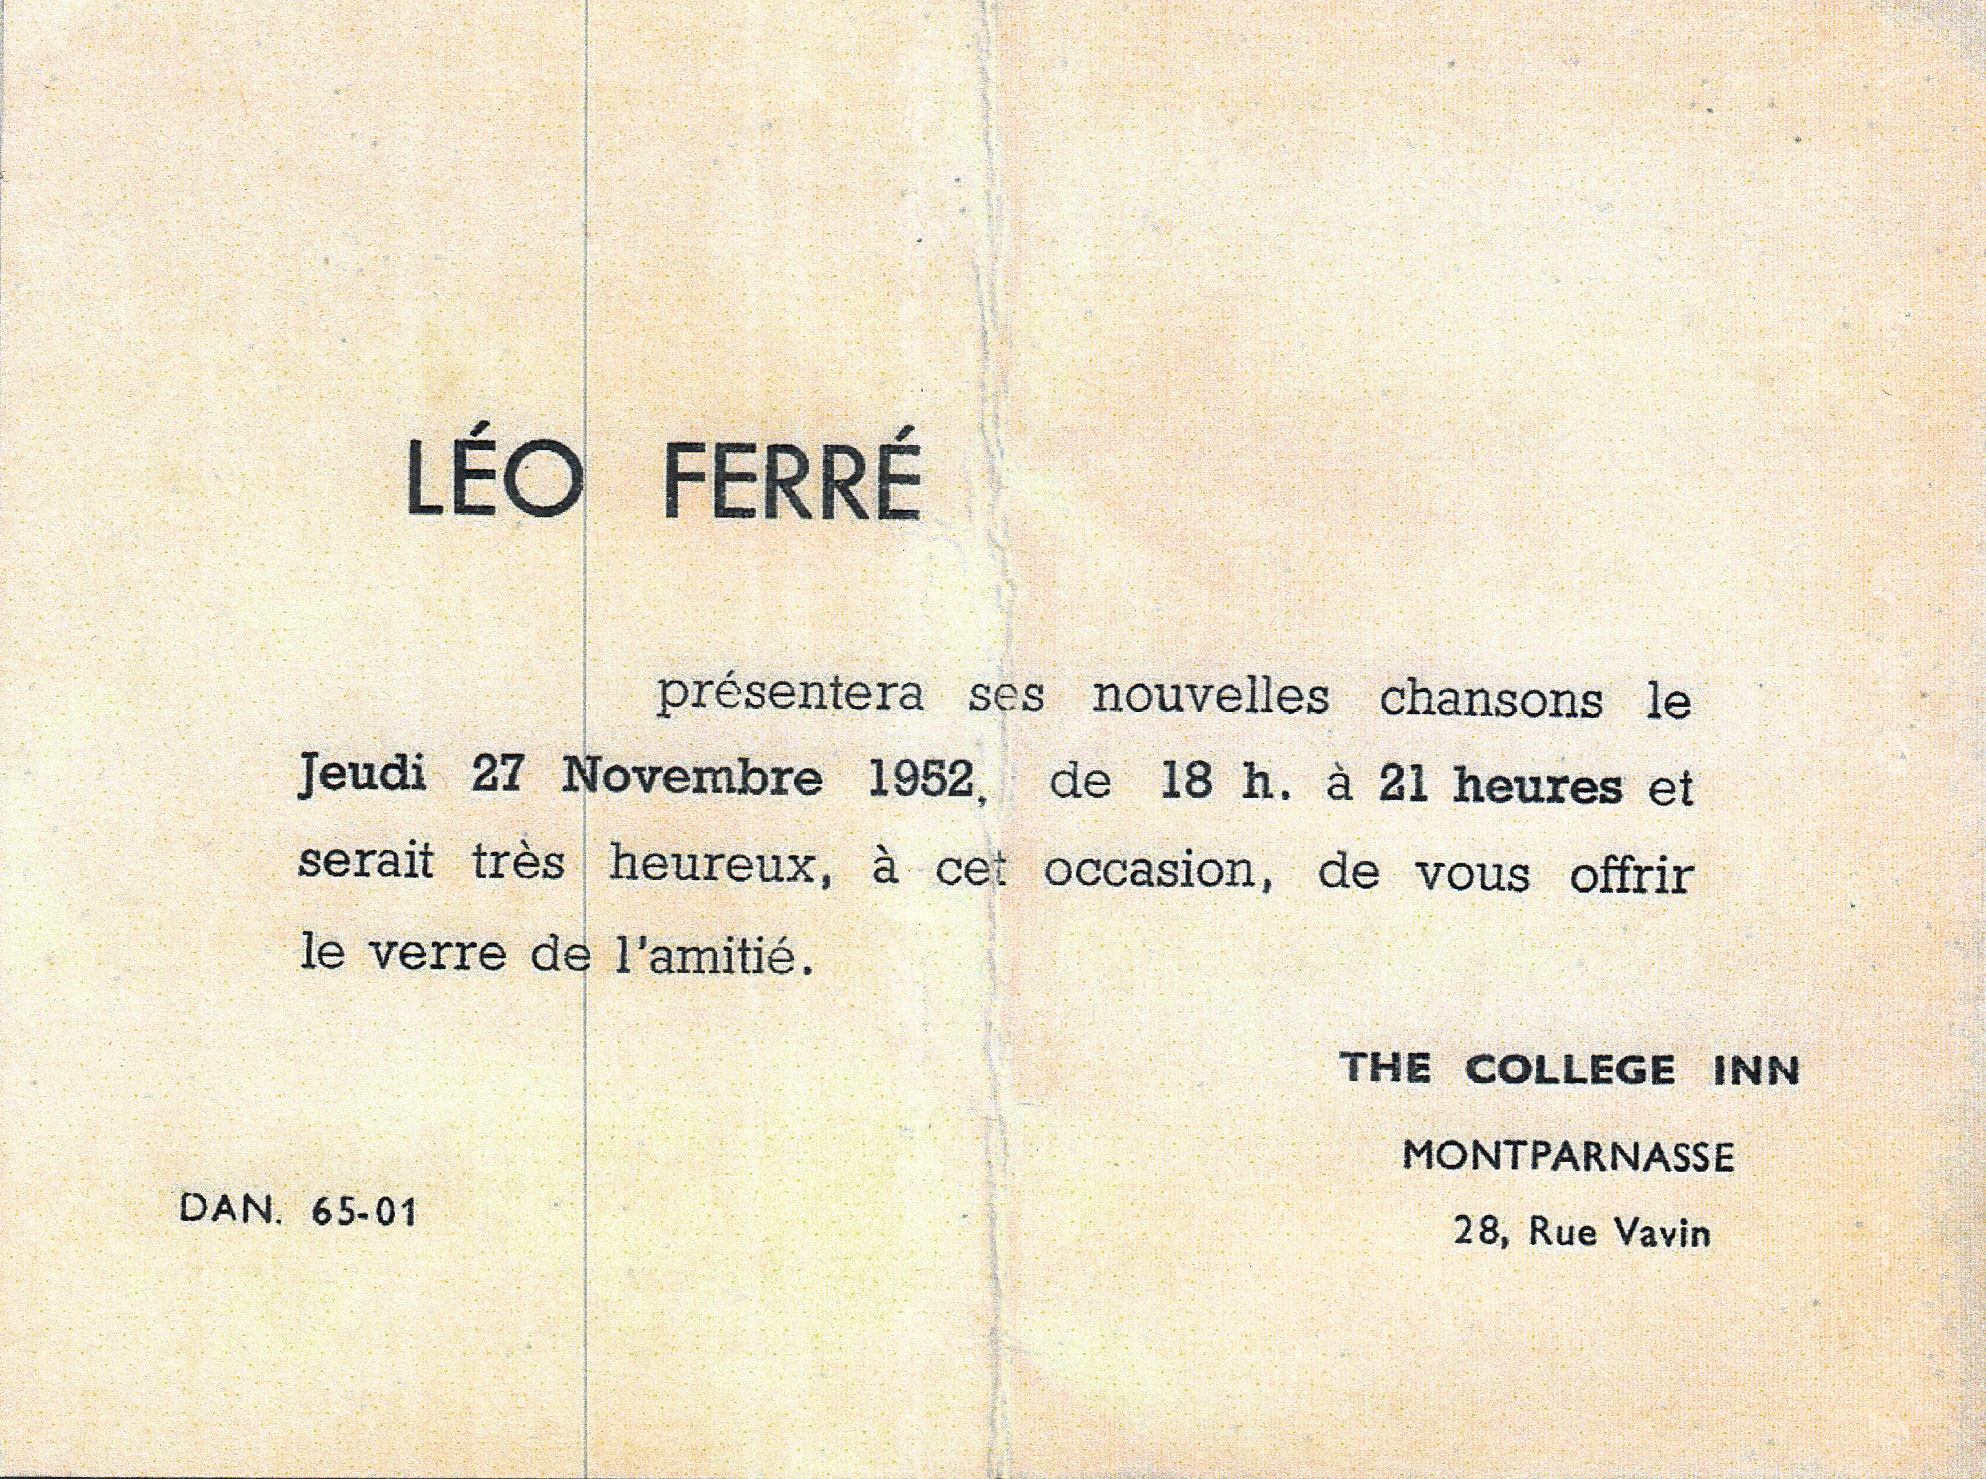 LÉO FERRÉ
présentera ses nouvelles chansons le
Jeudi 27 Novembre 1952, de 18 h. à 21 heures et
serait très heureux, à cet occasion, de vous offrir
le verre de l'amitié.
THE COLLEGE INN
MONTPARNASSE
DAN. 65-01
28, Rue Vavin